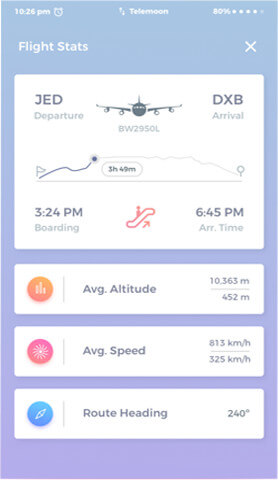 10:26 pm Telemoon 80%
Flight Stats
JED DXB
Departure Arrival
BW2950L
3h 49m
3:24 PM 6:45 PM
Boarding Arr. Time
Avg. Altitude 10,363 m
452 m
Avg. Speed 813 km/h
325 km/h
Route Heading 240°